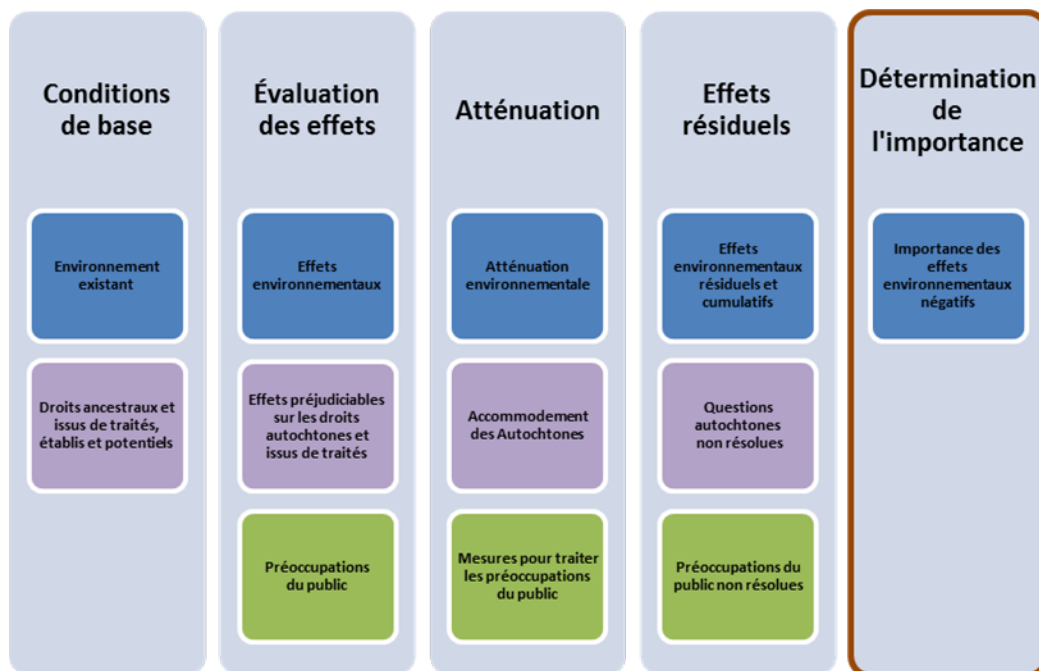 Conditions
de base
Évaluation
des effets
Atténuation
Effets
résiduels
Détermination
de
l'importance
Environnement
existant
Effets
environnementaux
Atténuation
environnementale
Effets
environnementaux
résiduels et
cumulatifs
Importance des
effets
environnementaux
négatifs
Droits ancestraux et
issus de traités,
établis et potentiels
Effets préjudiciables
sur les droits
autochtones et
issus de traités
Accommodement
des Autochtones
Questions
autochtones
non résolues
Préoccupations
du public
Mesures pour traiter
les préoccupations
du public
Préoccupations du
public non résolues